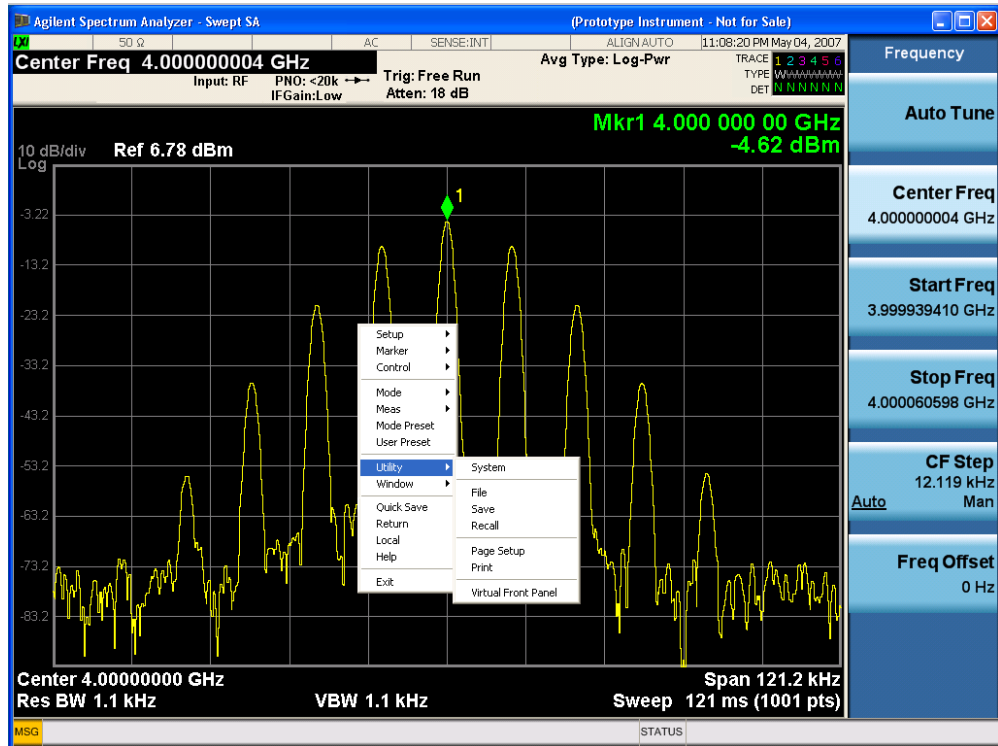 Agilent Spectrum Analyzer - Swept SA (Prototype Instrument - Not for Sale)
LXI 50 Ω AC SENSE:INT ALIGN AUTO 11:08:20 PM May 04, 2007
Center Freq 4.000000004 GHz
Input: RF PNO: <20k
IFGain:Low
Trig: Free Run
Atten: 18 dB
Avg Type: Log-Pwr
TRACE 1 2 3 4 5 6
TYPE
DET N N N N N N
Mkr1 4.000 000 00 GHz
-4.62 dBm
10 dB/div Ref 6.78 dBm
Log
1
-3.22
-13.2
-23.2
-33.2
-43.2
-53.2
-63.2
-73.2
-83.2
Setup
Marker
Control
Mode
Meas
Mode Preset
User Preset
Utility
Window
Quick Save
Return
Local
Help
Exit
System
File
Save
Recall
Page Setup
Print
Virtual Front Panel
Center 4.00000000 GHz Span 121.2 kHz
Res BW 1.1 kHz VBW 1.1 kHz Sweep 121 ms (1001 pts)
MSG STATUS
Frequency
Auto Tune
Center Freq
4.000000004 GHz
Start Freq
3.999939410 GHz
Stop Freq
4.000060598 GHz
CF Step
12.119 kHz
Auto Man
Freq Offset
0 Hz